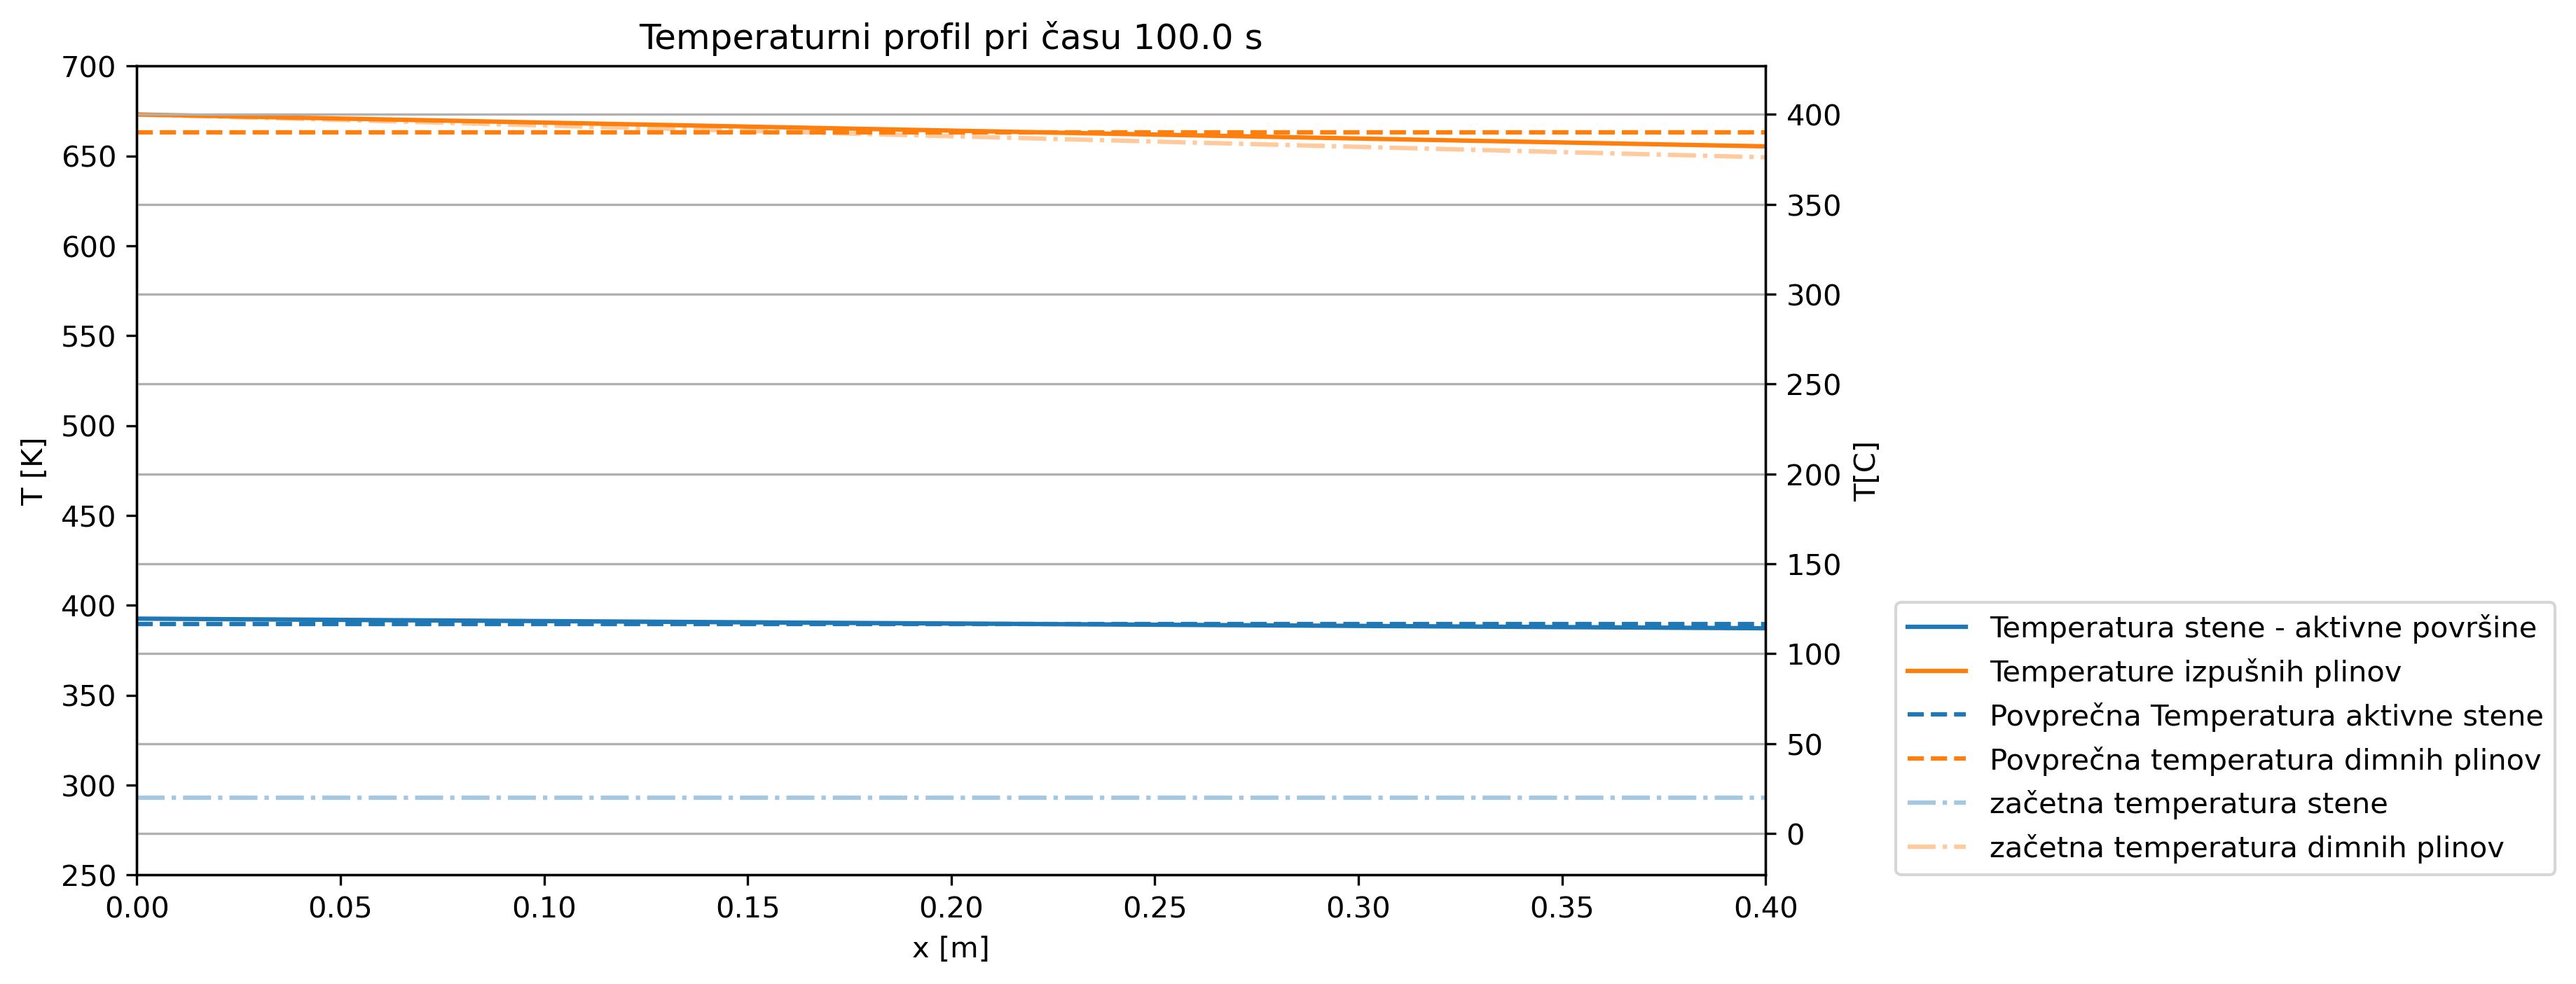 Temperaturni profil pri času 100.0 s
T [K]
700
650
600
550
500
450
400
350
300
250
0.00 0.05 0.10 0.15 0.20 0.25 0.30 0.35 0.40
x [m]
400
350
300
250
200
150
100
50
0
T[C]
Temperatura stene - aktivne površine
Temperature izpušnih plinov
Povprečna Temperatura aktivne stene
Povprečna temperatura dimnih plinov
začetna temperatura stene
začetna temperatura dimnih plinov